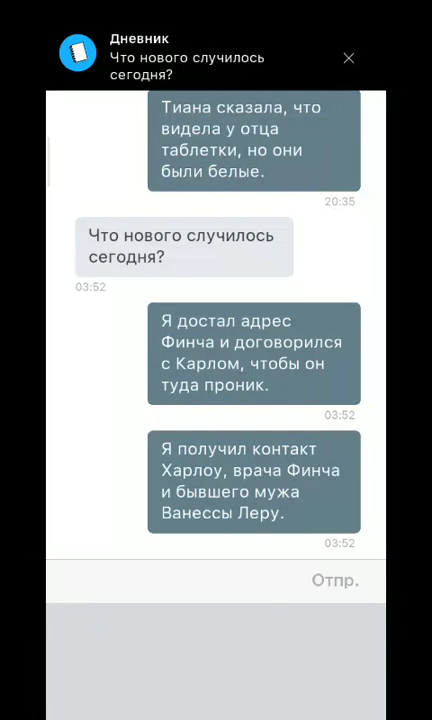 Дневник
Что нового случилось
сегодня?
Тиана сказала, что
видела у отца
таблетки, но они
были белые.
20:35
Что нового случилось
сегодня?
03:52
Я достал адрес
Финча и договорился
с Карлом, чтобы он
туда проник.
03:52
Я получил контакт
Харлоу, врача Финча
и бывшего мужа
Ванессы Леру.
03:52
Отпр.